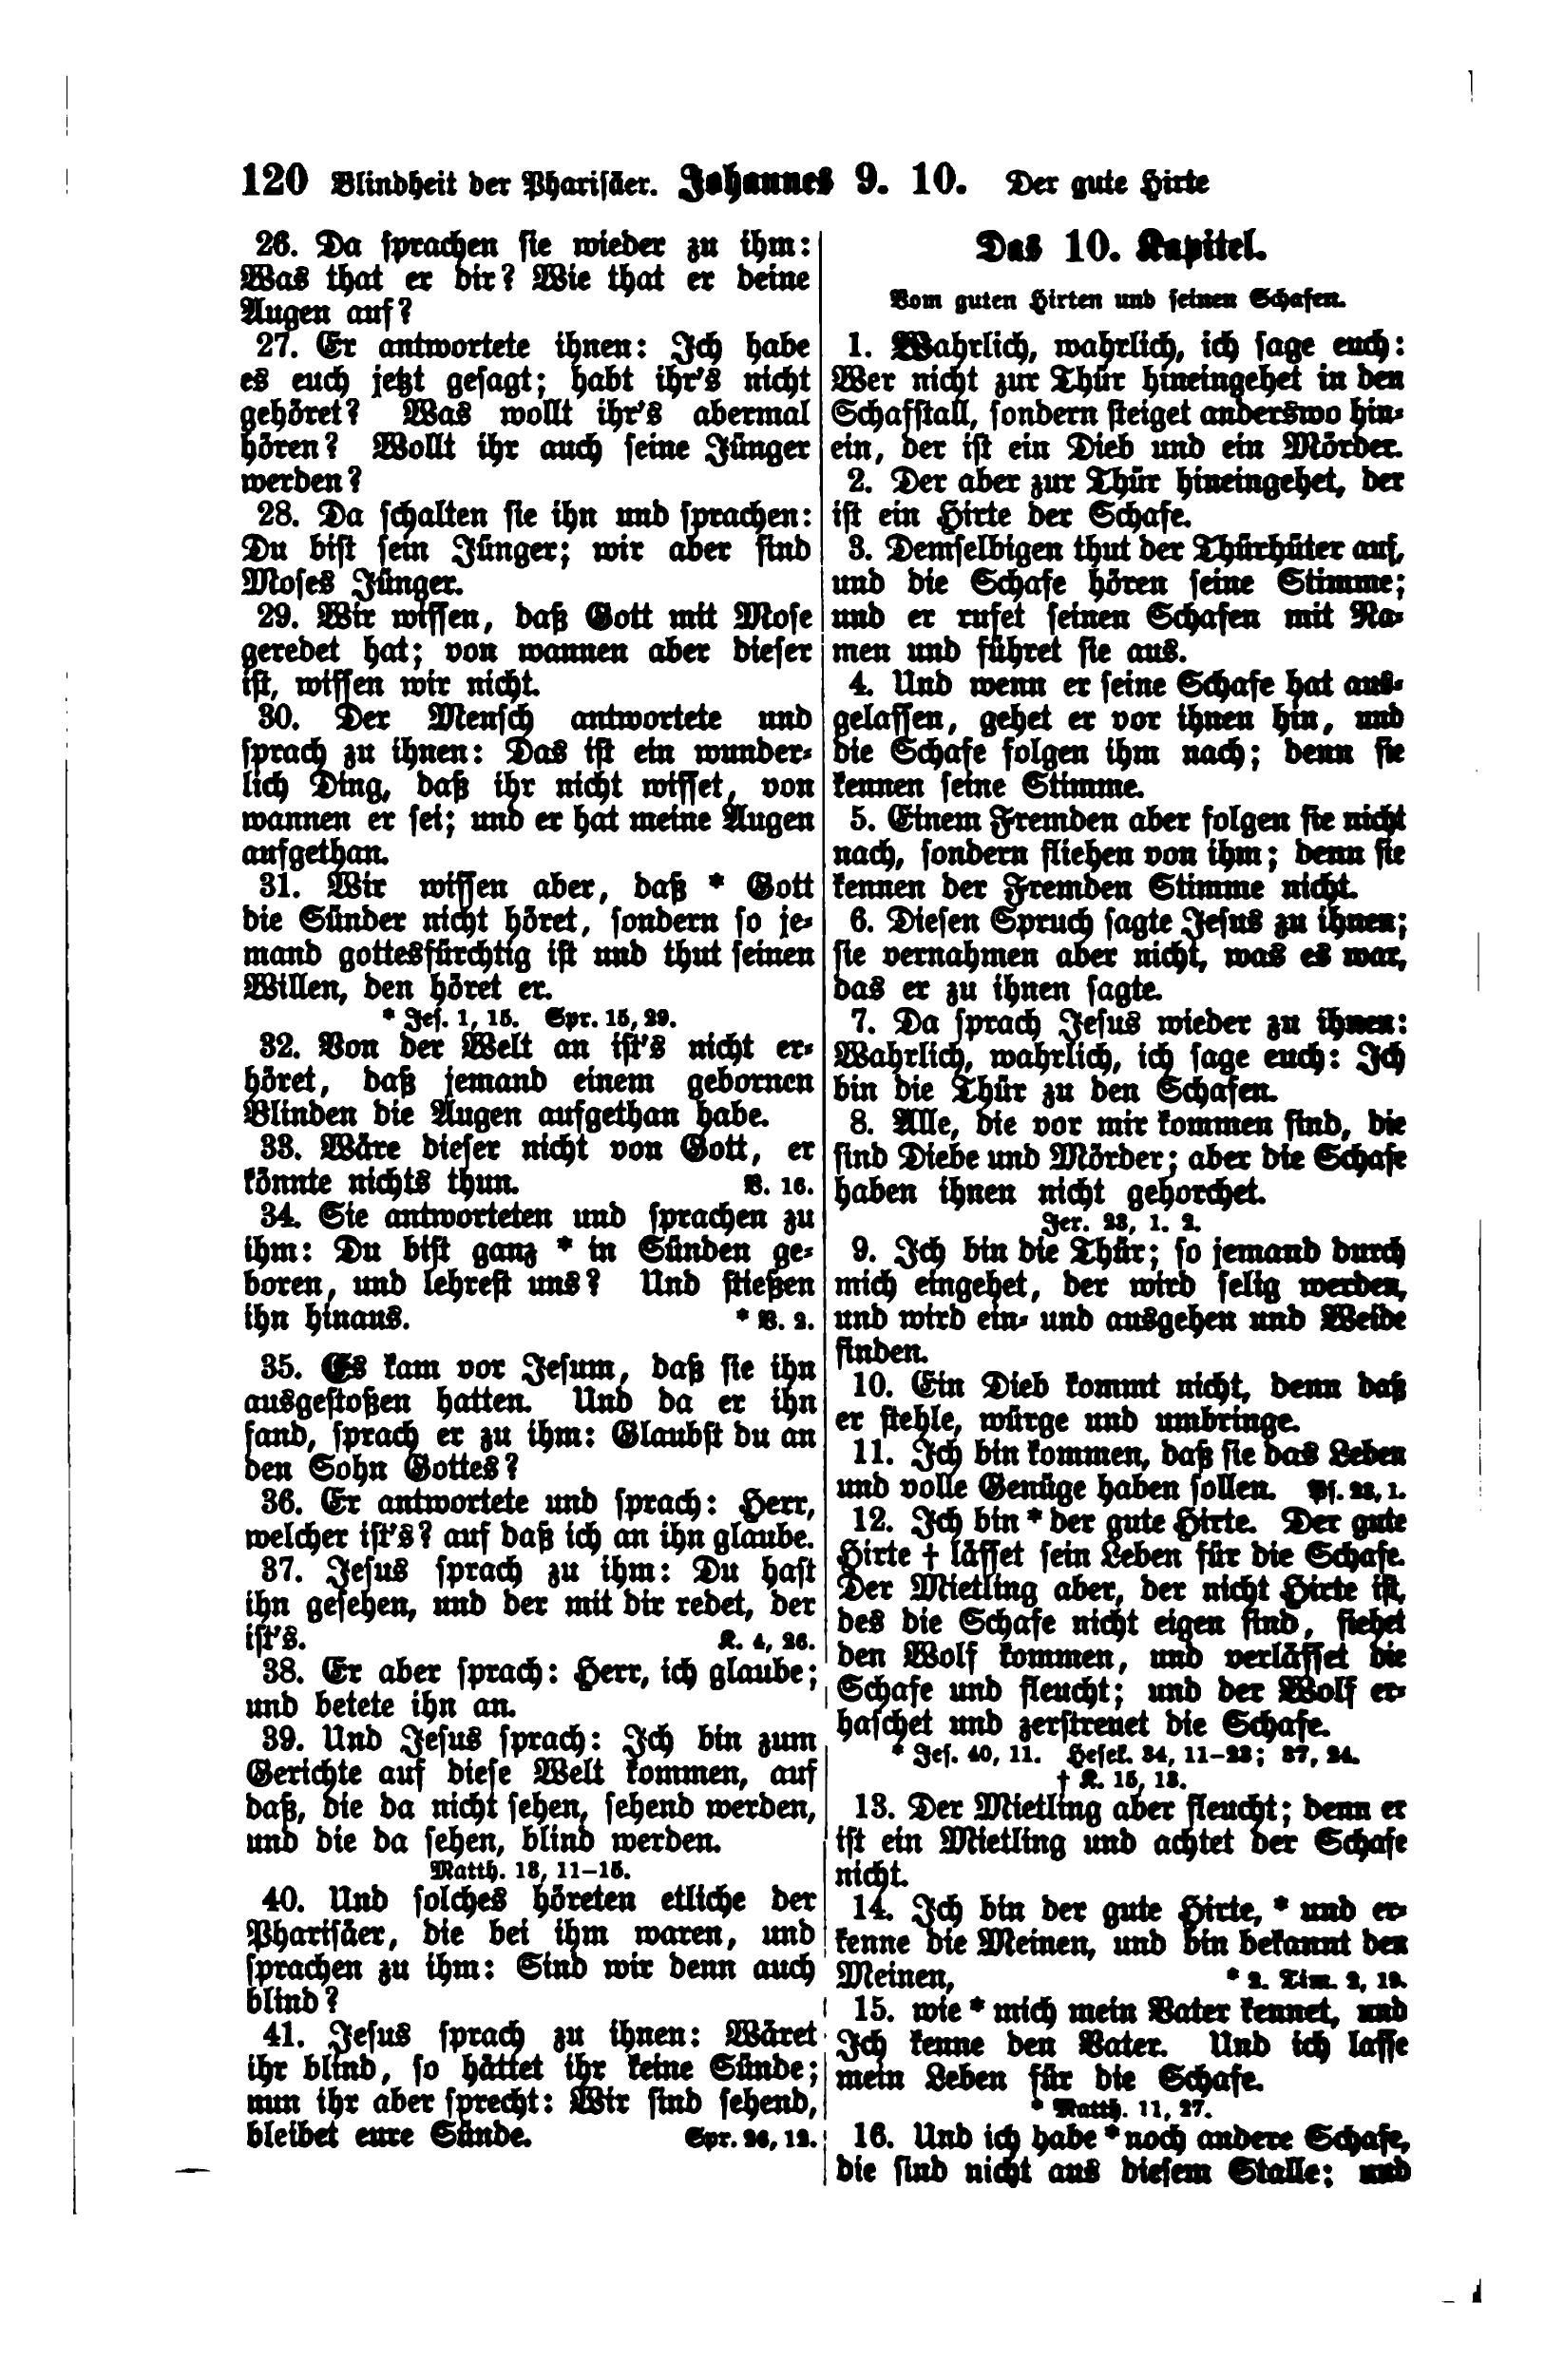 120 Blindheit der Pharisäer. Johannes 9. 10. Der gute Hirte
26. Da sprachen sie wieder zu ihm:
Was that er dir? Wie that er deine
Augen auf?
27. Er antwortete ihnen: Ich habe
es euch jetzt gesagt; habt ihr's nicht
gehöret? Was wollt ihr's abermal
hören? Wollt ihr auch seine Jünger
werden?
28. Da schalten sie ihn und sprachen:
Du bist sein Jünger; wir aber sind
Moses Jünger.
29. Wir wissen, daß Gott mit Mose
geredet hat; von wannen aber dieser
ist, wissen wir nicht.
30. Der Mensch antwortete und
sprach zu ihnen: Das ist ein wunder-
lich Ding, daß ihr nicht wisset, von
wannen er sei; und er hat meine Augen
aufgethan.
31. Wir wissen aber, daß * Gott
die Sünder nicht höret, sondern so je-
mand gottesfürchtig ist und thut seinen
Willen, den höret er.
* Jes. 1, 15. Spr. 15, 29.
32. Von der Welt an ist's nicht er-
höret, daß jemand einem gebornen
Blinden die Augen aufgethan habe.
33. Wäre dieser nicht von Gott, er
könnte nichts thun. V. 16.
34. Sie antworteten und sprachen zu
ihm: Du bist ganz * in Sünden ge-
boren, und lehrest uns? Und stießen
ihn hinaus. * V. 2.
35. Es kam vor Jesum, daß sie ihn
ausgestoßen hatten. Und da er ihn
fand, sprach er zu ihm: Glaubst du an
den Sohn Gottes?
36. Er antwortete und sprach: Herr,
welcher ist's? auf daß ich an ihn glaube.
37. Jesus sprach zu ihm: Du hast
ihn gesehen, und der mit dir redet, der
ist's. K. 4, 26.
38. Er aber sprach: Herr, ich glaube;
und betete ihn an.
39. Und Jesus sprach: Ich bin zum
Gerichte auf diese Welt kommen, auf
daß, die da nicht sehen, sehend werden,
und die da sehen, blind werden.
Matth. 13, 11–15.
40. Und solches höreten etliche der
Pharisäer, die bei ihm waren, und
sprachen zu ihm: Sind wir denn auch
blind?
41. Jesus sprach zu ihnen: Wäret
ihr blind, so hättet ihr keine Sünde;
nun ihr aber sprecht: Wir sind sehend,
bleibet eure Sünde. Spr. 26, 12.
Das 10. Kapitel.
Vom guten Hirten und seinen Schafen.
1. Wahrlich, wahrlich, ich sage euch:
Wer nicht zur Thür hineingehet in den
Schafstall, sondern steiget anderswo hin-
ein, der ist ein Dieb und ein Mörder.
2. Der aber zur Thür hineingehet, der
ist ein Hirte der Schafe.
3. Demselbigen thut der Thürhüter auf,
und die Schafe hören seine Stimme;
und er rufet seinen Schafen mit Na-
men und führet sie aus.
4. Und wenn er seine Schafe hat aus-
gelassen, gehet er vor ihnen hin, und
die Schafe folgen ihm nach; denn sie
kennen seine Stimme.
5. Einem Fremden aber folgen sie nicht
nach, sondern fliehen von ihm; denn sie
kennen der Fremden Stimme nicht.
6. Diesen Spruch sagte Jesus zu ihnen;
sie vernahmen aber nicht, was es war,
das er zu ihnen sagte.
7. Da sprach Jesus wieder zu ihnen:
Wahrlich, wahrlich, ich sage euch: Ich
bin die Thür zu den Schafen.
8. Alle, die vor mir kommen sind, die
sind Diebe und Mörder; aber die Schafe
haben ihnen nicht gehorchet.
Jer. 23, 1. 2.
9. Ich bin die Thür; so jemand durch
mich eingehet, der wird selig werden,
und wird ein- und ausgehen und Weide
finden.
10. Ein Dieb kommt nicht, denn daß
er stehle, würge und umbringe.
11. Ich bin kommen, daß sie das Leben
und volle Genüge haben sollen. Ps. 23, 1.
12. Ich bin * der gute Hirte. Der gute
Hirte † lässet sein Leben für die Schafe.
Der Mietling aber, der nicht Hirte ist,
des die Schafe nicht eigen sind, siehet
den Wolf kommen, und verlässet die
Schafe und fleucht; und der Wolf er-
haschet und zerstreuet die Schafe.
* Jes. 40, 11. Hesek. 34, 11–23; 37, 24.
† K. 15, 13.
13. Der Mietling aber fleucht; denn er
ist ein Mietling und achtet der Schafe
nicht.
14. Ich bin der gute Hirte, * und er-
kenne die Meinen, und bin bekannt den
Meinen, * 2. Tim. 2, 19.
15. wie * mich mein Vater kennet, und
Ich kenne den Vater. Und ich lasse
mein Leben für die Schafe.
* Matth. 11, 27.
16. Und ich habe * noch andere Schafe,
die sind nicht aus diesem Stalle; und